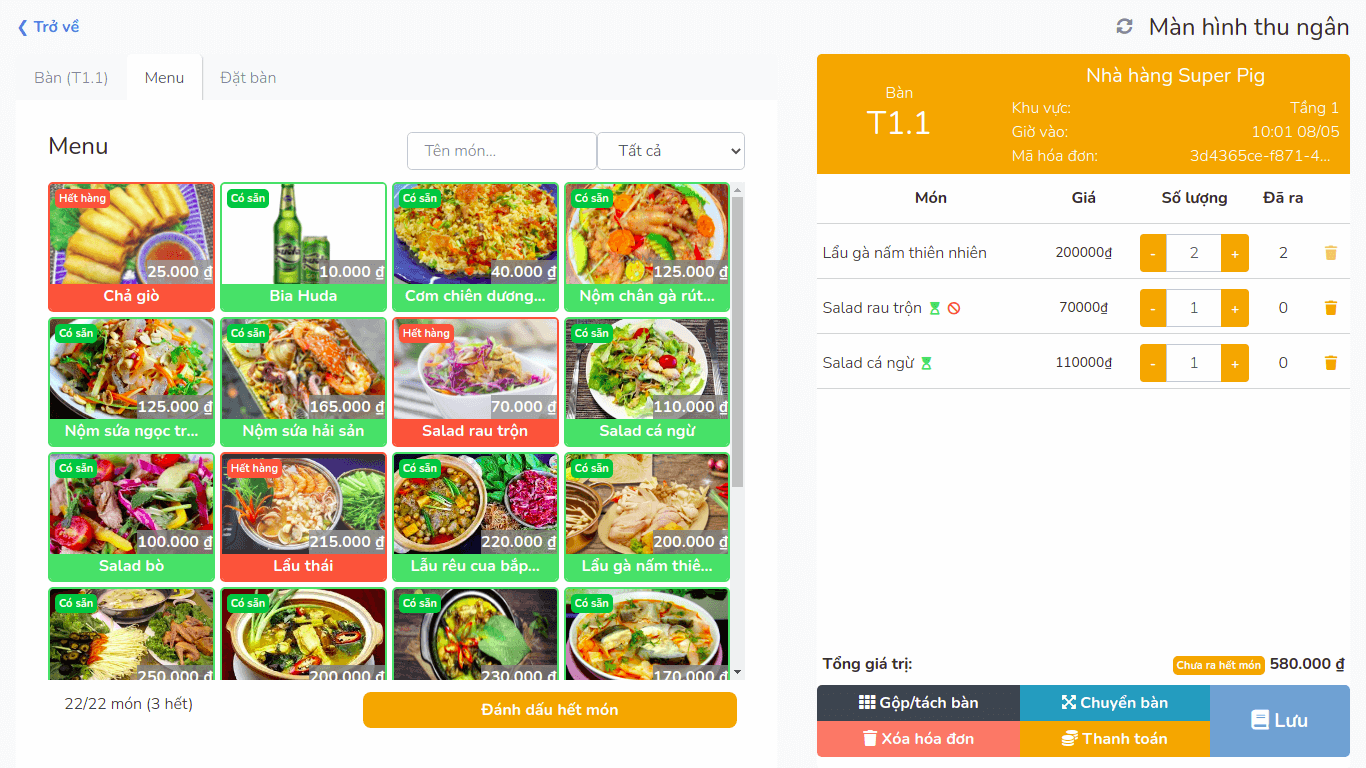 ❮ Trở về
Màn hình thu ngân
Bàn (T1.1) Menu Đặt bàn
Menu
Tên món...
Tất cả
Hết hàng
25.000 ₫
Chả giò
Có sẵn
10.000 ₫
Bia Huda
Có sẵn
40.000 ₫
Cơm chiên dương...
Có sẵn
125.000 ₫
Nộm chân gà rút...
Có sẵn
125.000 ₫
Nộm sứa ngọc tr...
Có sẵn
165.000 ₫
Nộm sứa hải sản
Hết hàng
70.000 ₫
Salad rau trộn
Có sẵn
110.000 ₫
Salad cá ngừ
Có sẵn
100.000 ₫
Salad bò
Hết hàng
215.000 ₫
Lẩu thái
Có sẵn
220.000 ₫
Lẩu rêu cua bắp...
Có sẵn
200.000 ₫
Lẩu gà nấm thiê...
Có sẵn
250.000 ₫
Có sẵn
200.000 ₫
Có sẵn
230.000 ₫
Có sẵn
170.000 ₫
22/22 món (3 hết)
Đánh dấu hết món
Bàn
T1.1
Nhà hàng Super Pig
Khu vực: Tầng 1
Giờ vào: 10:01 08/05
Mã hóa đơn: 3d4365ce-f871-4...
Món Giá Số lượng Đã ra
Lẩu gà nấm thiên nhiên 200000₫ - 2 + 2
Salad rau trộn 70000₫ - 1 + 0
Salad cá ngừ 110000₫ - 1 + 0
Tổng giá trị: Chưa ra hết món 580.000 ₫
Gộp/tách bàn
Chuyển bàn
Lưu
Xóa hóa đơn
Thanh toán